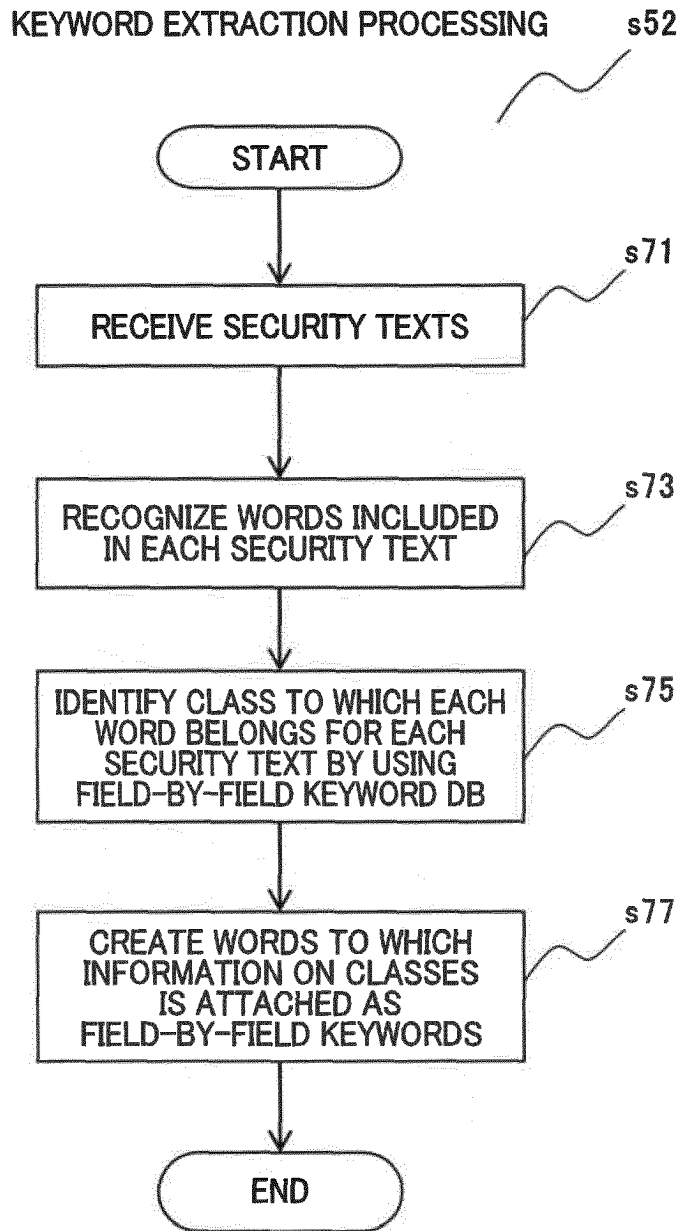 KEYWORD EXTRACTION PROCESSING s52
START
s71
RECEIVE SECURITY TEXTS
s73
RECOGNIZE WORDS INCLUDED
IN EACH SECURITY TEXT
s75
IDENTIFY CLASS TO WHICH EACH
WORD BELONGS FOR EACH
SECURITY TEXT BY USING
FIELD-BY-FIELD KEYWORD DB
s77
CREATE WORDS TO WHICH
INFORMATION ON CLASSES
IS ATTACHED AS
FIELD-BY-FIELD KEYWORDS
END